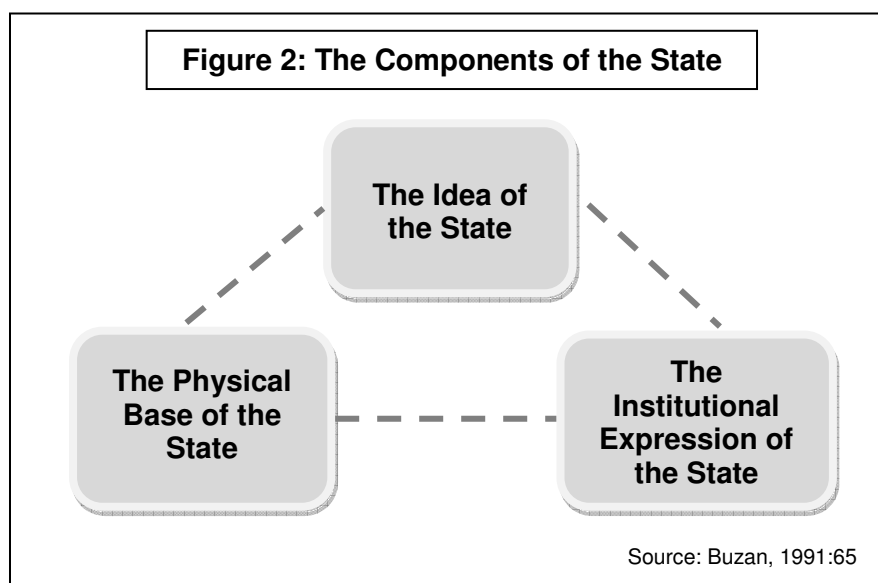 Figure 2: The Components of the State
The Idea of
the State
The Physical
Base of the
State
The
Institutional
Expression of
the State
Source: Buzan, 1991:65